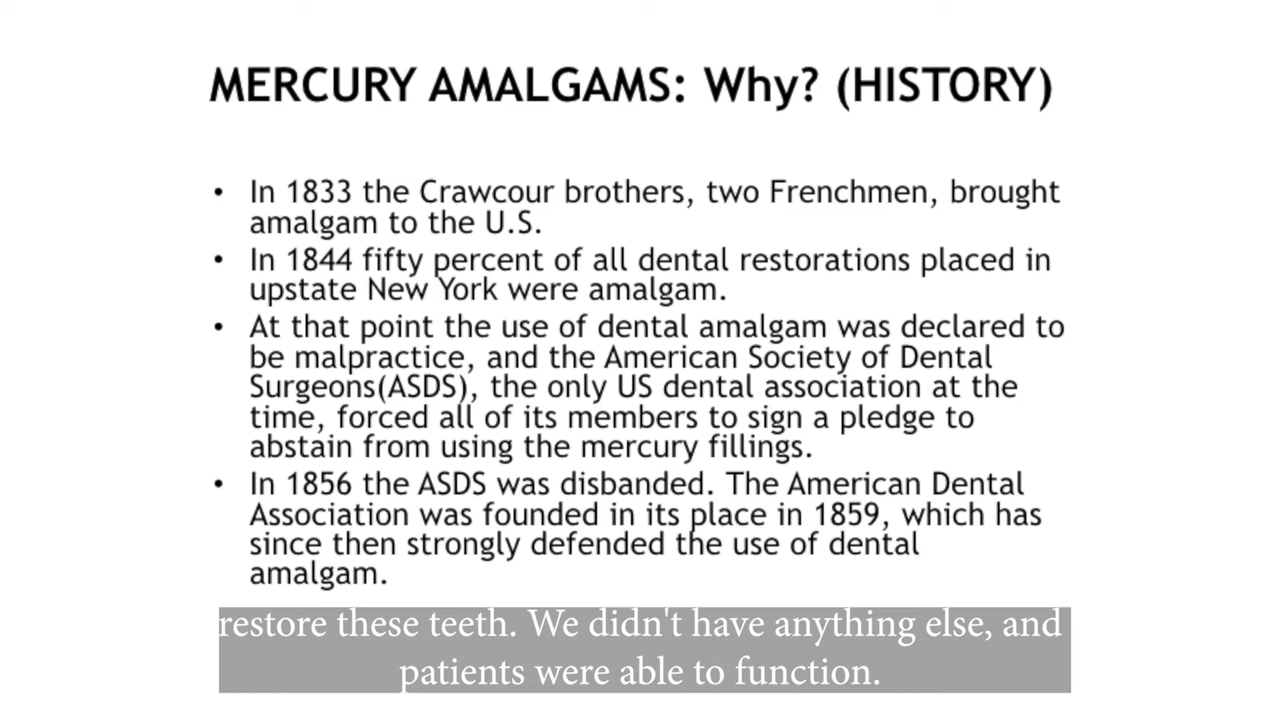 MERCURY AMALGAMS: Why? (HISTORY)
• In 1833 the Crawcour brothers, two Frenchmen, brought
amalgam to the U.S.
• In 1844 fifty percent of all dental restorations placed in
upstate New York were amalgam.
• At that point the use of dental amalgam was declared to
be malpractice, and the American Society of Dental
Surgeons(ASDS), the only US dental association at the
time, forced all of its members to sign a pledge to
abstain from using the mercury fillings.
• In 1856 the ASDS was disbanded. The American Dental
Association was founded in its place in 1859, which has
since then strongly defended the use of dental
amalgam.
restore these teeth. We didn't have anything else, and
patients were able to function.